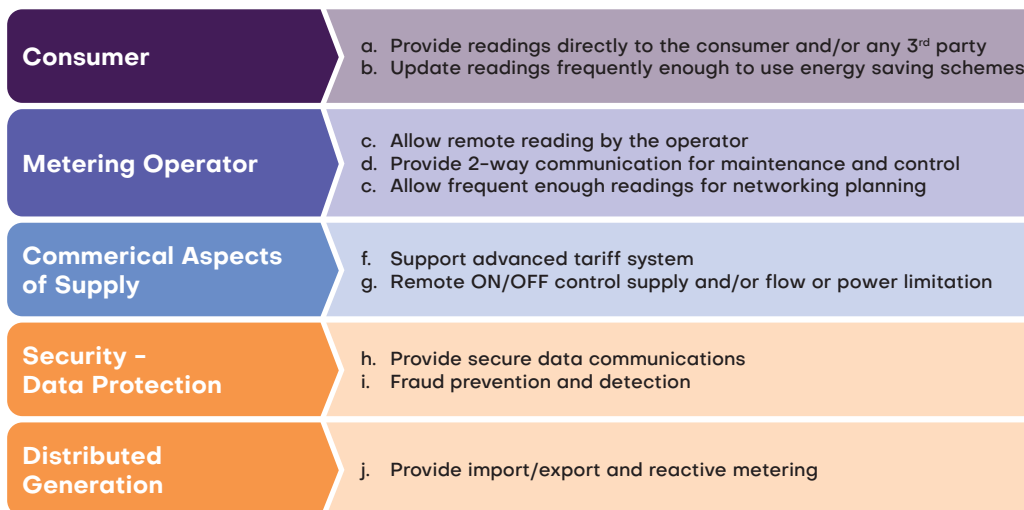 Consumer
a. Provide readings directly to the consumer and/or any 3rd party
b. Update readings frequently enough to use energy saving schemes
Metering Operator
c. Allow remote reading by the operator
d. Provide 2-way communication for maintenance and control
c. Allow frequent enough readings for networking planning
Commerical Aspects
of Supply
f. Support advanced tariff system
g. Remote ON/OFF control supply and/or flow or power limitation
Security -
Data Protection
h. Provide secure data communications
i. Fraud prevention and detection
Distributed
Generation
j. Provide import/export and reactive metering